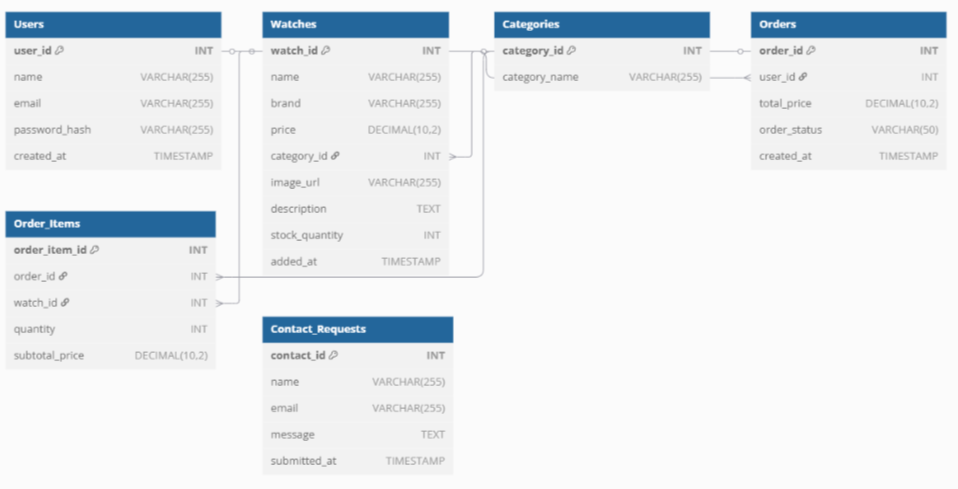 Users
user_id INT
name VARCHAR(255)
email VARCHAR(255)
password_hash VARCHAR(255)
created_at TIMESTAMP
Watches
watch_id INT
name VARCHAR(255)
brand VARCHAR(255)
price DECIMAL(10,2)
category_id INT
image_url VARCHAR(255)
description TEXT
stock_quantity INT
added_at TIMESTAMP
Categories
category_id INT
category_name VARCHAR(255)
Orders
order_id INT
user_id INT
total_price DECIMAL(10,2)
order_status VARCHAR(50)
created_at TIMESTAMP
Order_Items
order_item_id INT
order_id INT
watch_id INT
quantity INT
subtotal_price DECIMAL(10,2)
Contact_Requests
contact_id INT
name VARCHAR(255)
email VARCHAR(255)
message TEXT
submitted_at TIMESTAMP